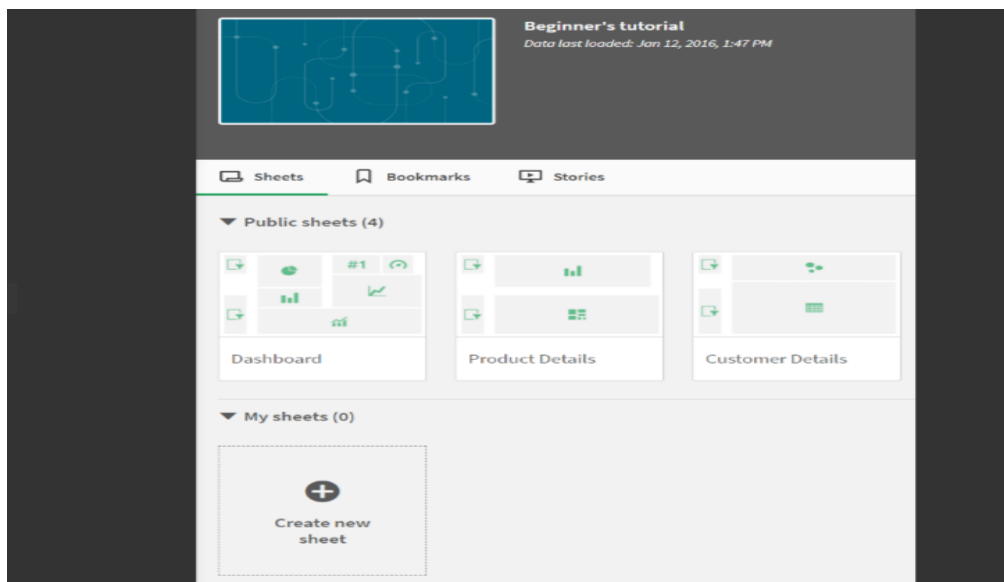 Beginner's tutorial
Data last loaded: Jan 12, 2016, 1:47 PM
Sheets
Bookmarks
Stories
Public sheets (4)
#1
Dashboard
Product Details
Customer Details
My sheets (0)
Create new
sheet